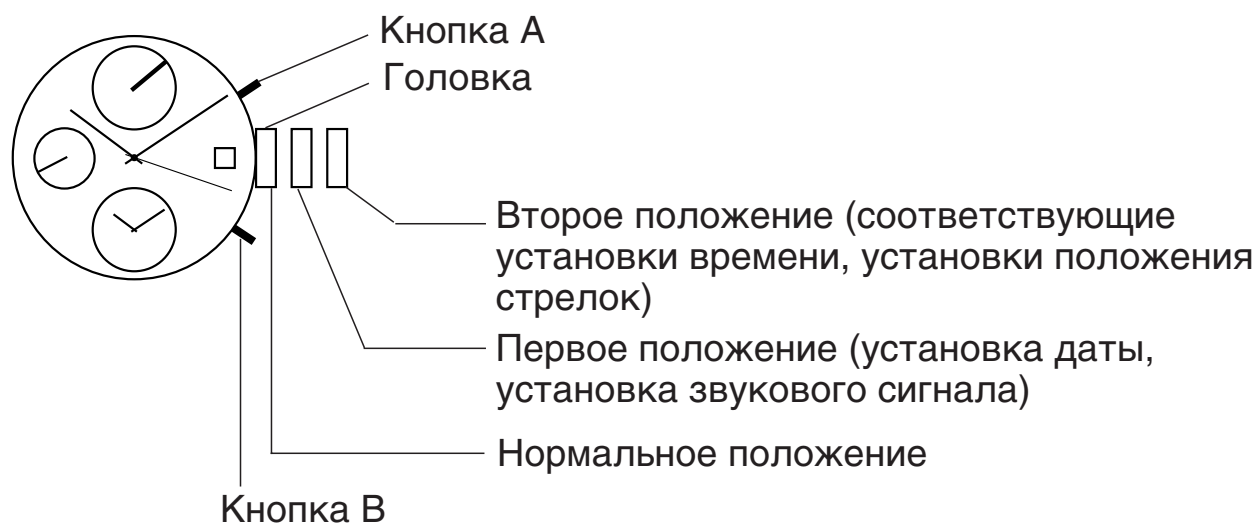 Кнопка A
Головка
Второе положение (соответствующие
установки времени, установки положения
стрелок)
Первое положение (установка даты,
установка звукового сигнала)
Нормальное положение
Кнопка B